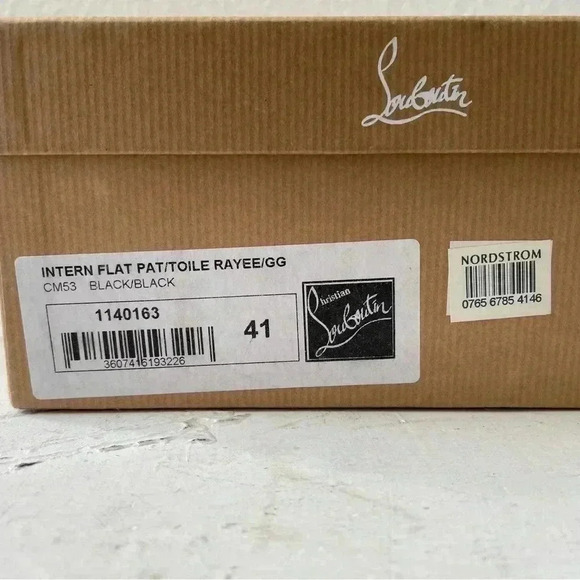 Louboutin
INTERN FLAT PAT/TOILE RAYEE/GG
CM53 BLACK/BLACK
1140163
41
3607416193226
Christian
Louboutin
NORDSTROM
0765 6785 4146